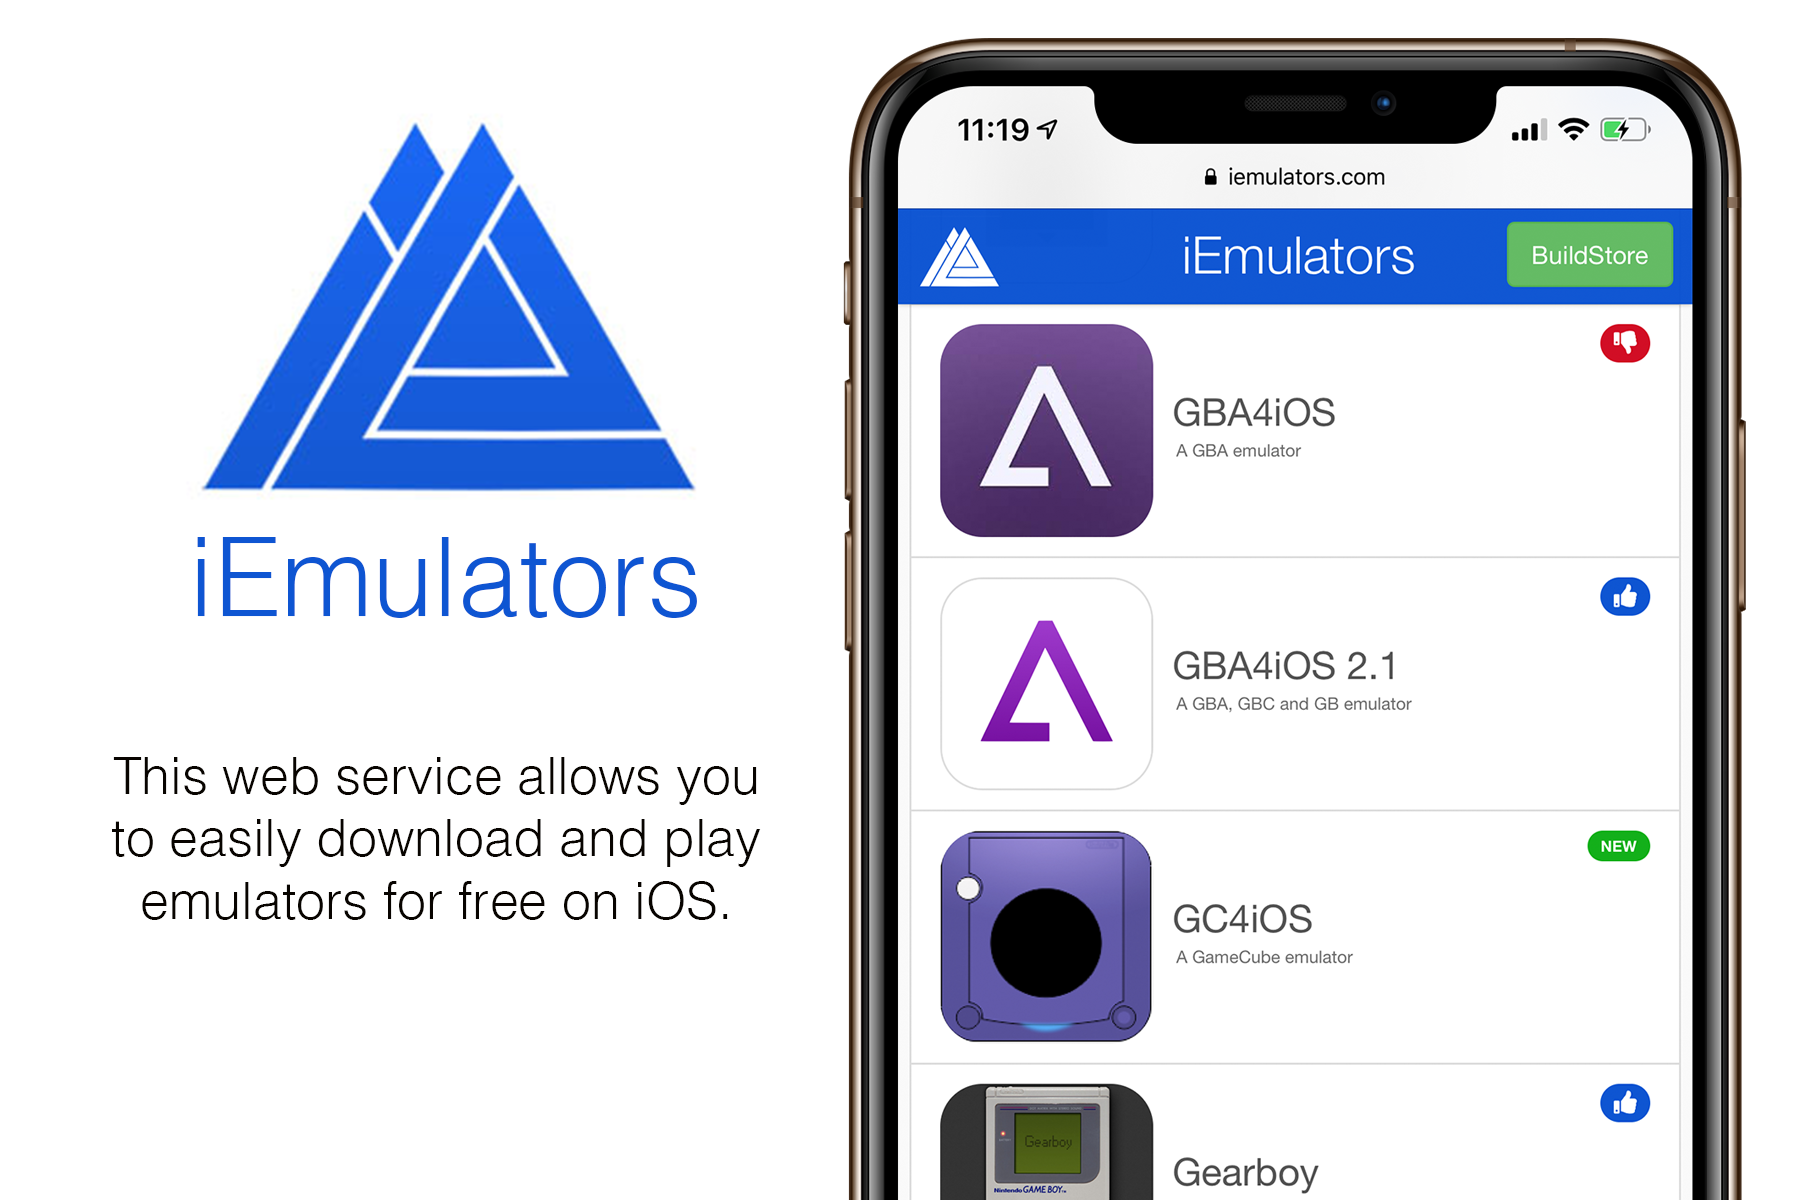 iEmulators
This web service allows you
to easily download and play
emulators for free on iOS.
11:19
iemulators.com
iEmulators
BuildStore
GBA4iOS
A GBA emulator
GBA4iOS 2.1
A GBA, GBC and GB emulator
NEW
GC4iOS
A GameCube emulator
Gearboy
Nintendo GAME BOY
Gearboy